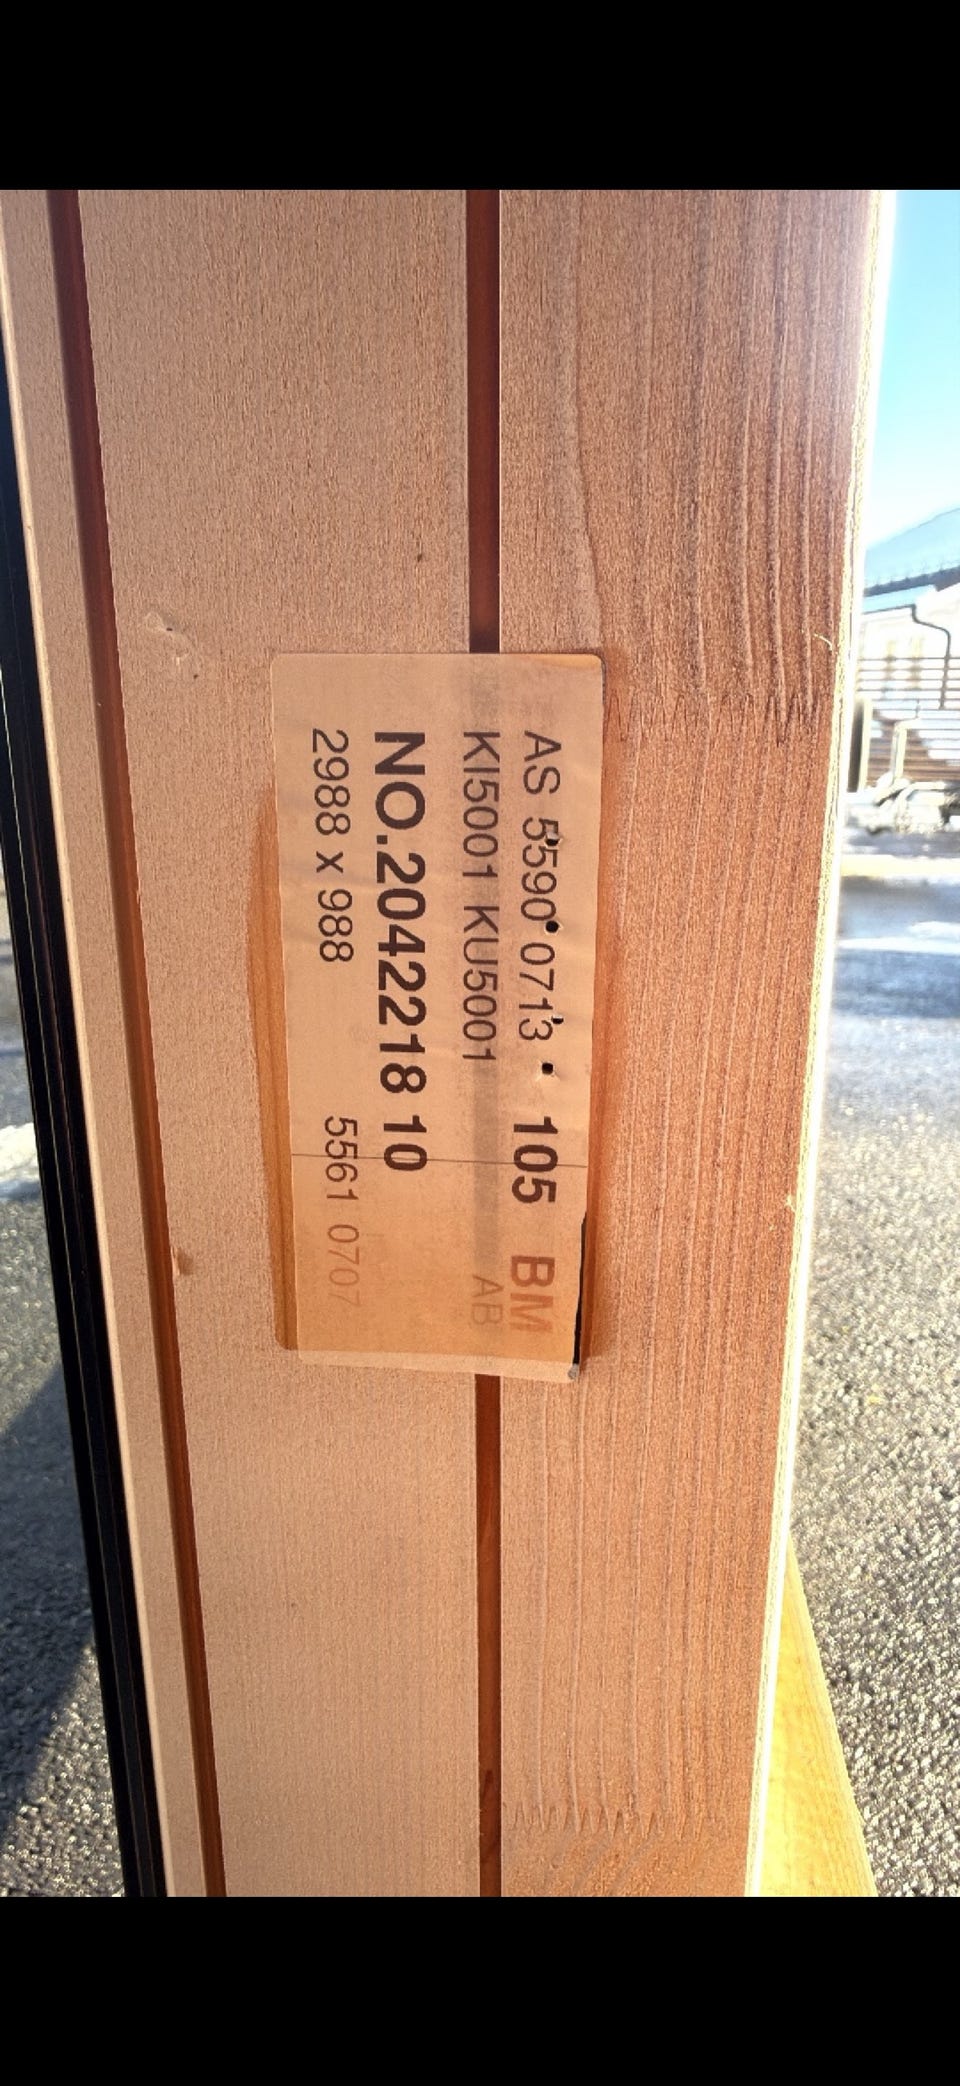 AS 5590 0713 105 BM
KI5001 KU5001 AB
NO.2042218 10
2988 x 988 5561 0707